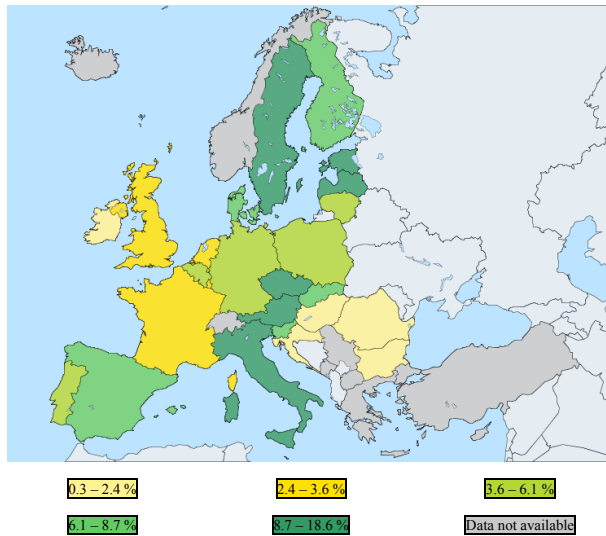 0.3 – 2.4 %
2.4 – 3.6 %
3.6 – 6.1 %
6.1 – 8.7 %
8.7 – 18.6 %
Data not available